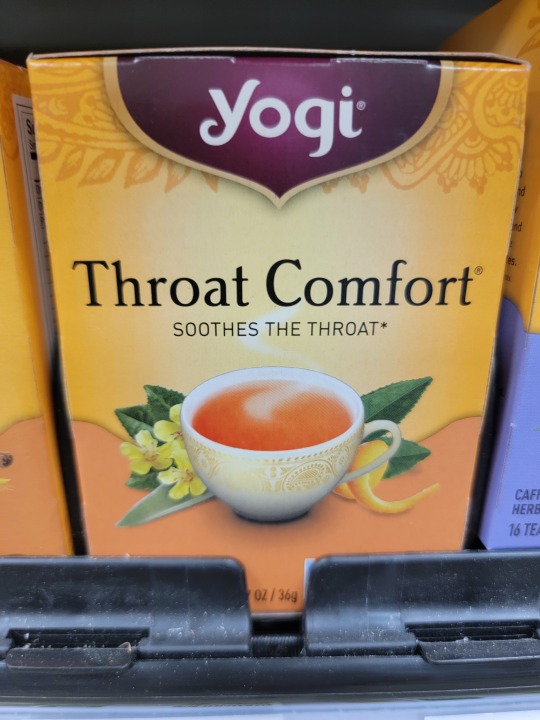 yogi®
Throat Comfort®
SOOTHES THE THROAT*
OZ / 36g
CAFF
HERB
16 TEA